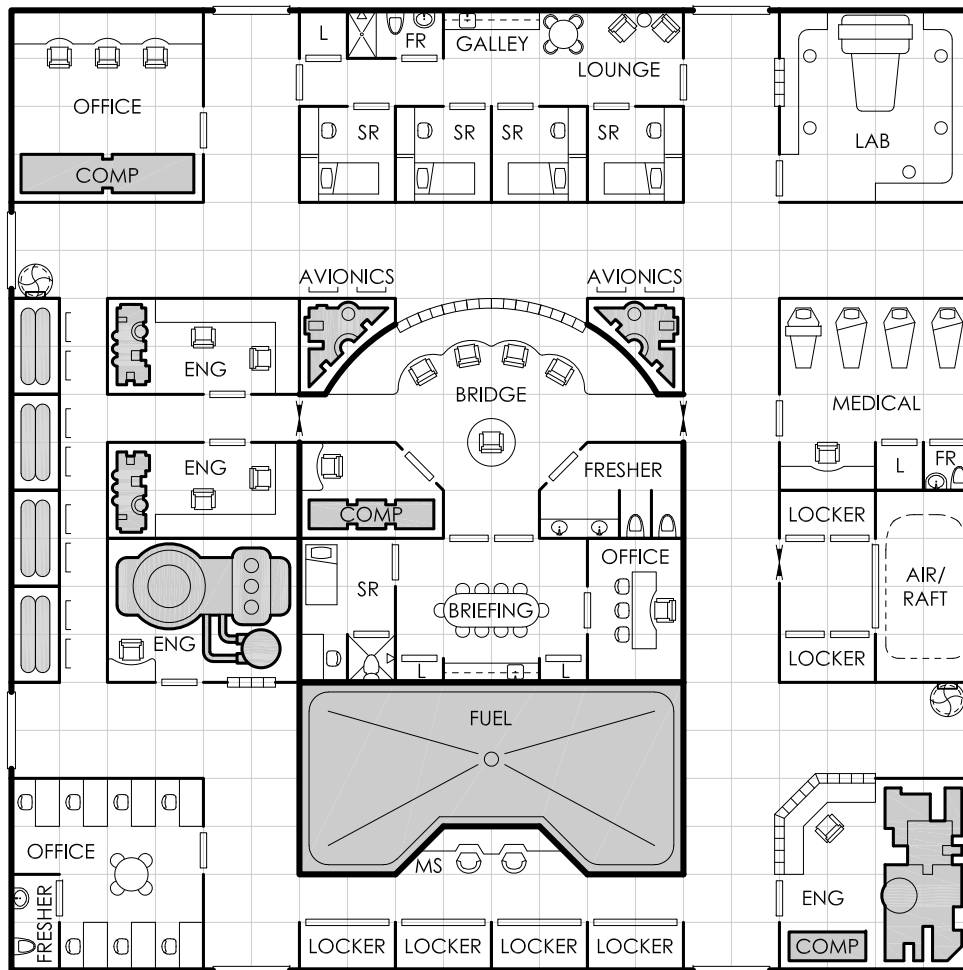 L
FR
GALLEY
LOUNGE
OFFICE
COMP
SR
SR
SR
SR
LAB
AVIONICS
AVIONICS
ENG
BRIDGE
MEDICAL
ENG
FRESHER
L
FR
COMP
LOCKER
OFFICE
SR
BRIEFING
AIR/
RAFT
ENG
LOCKER
L
L
FUEL
OFFICE
MS
FRESHER
ENG
LOCKER
LOCKER
LOCKER
LOCKER
COMP